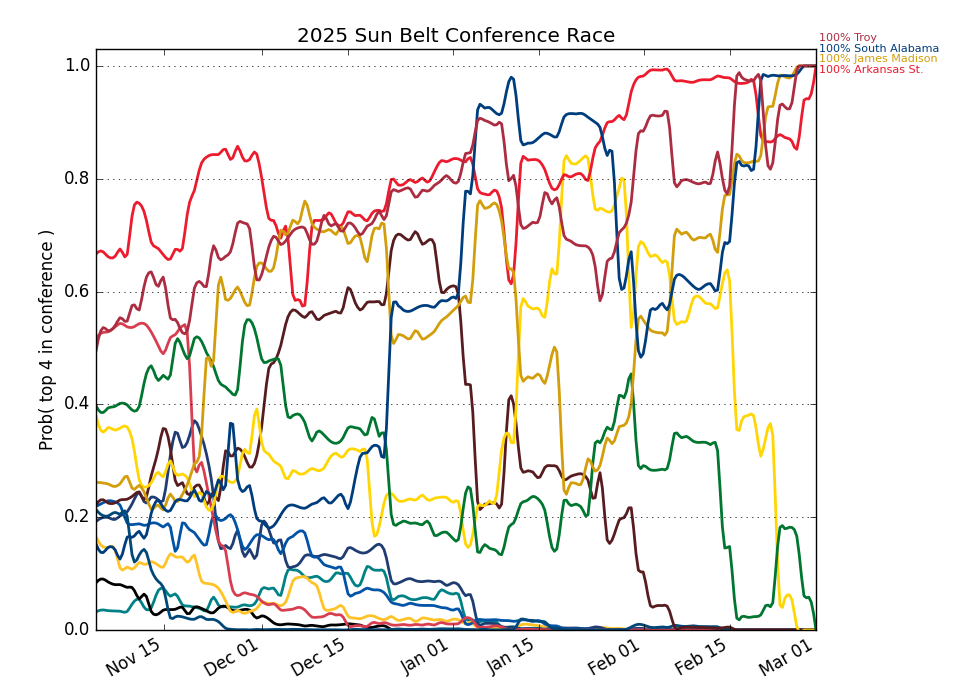 2025 Sun Belt Conference Race
100% Troy
100% South Alabama
100% James Madison
100% Arkansas St.
Prob( top 4 in conference )
1.0
0.8
0.6
0.4
0.2
0.0
Nov 15
Dec 01
Dec 15
Jan 01
Jan 15
Feb 01
Feb 15
Mar 01